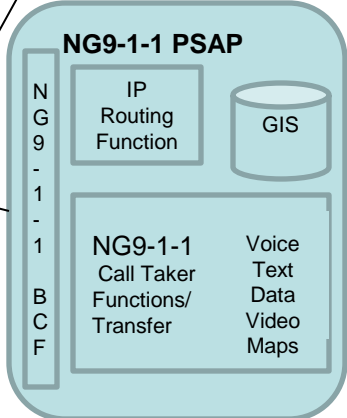 NG9-1-1 PSAP
N
G
9
-
1
-
1
B
C
F
IP
Routing
Function
GIS
NG9-1-1
Call Taker
Functions/
Transfer
Voice
Text
Data
Video
Maps